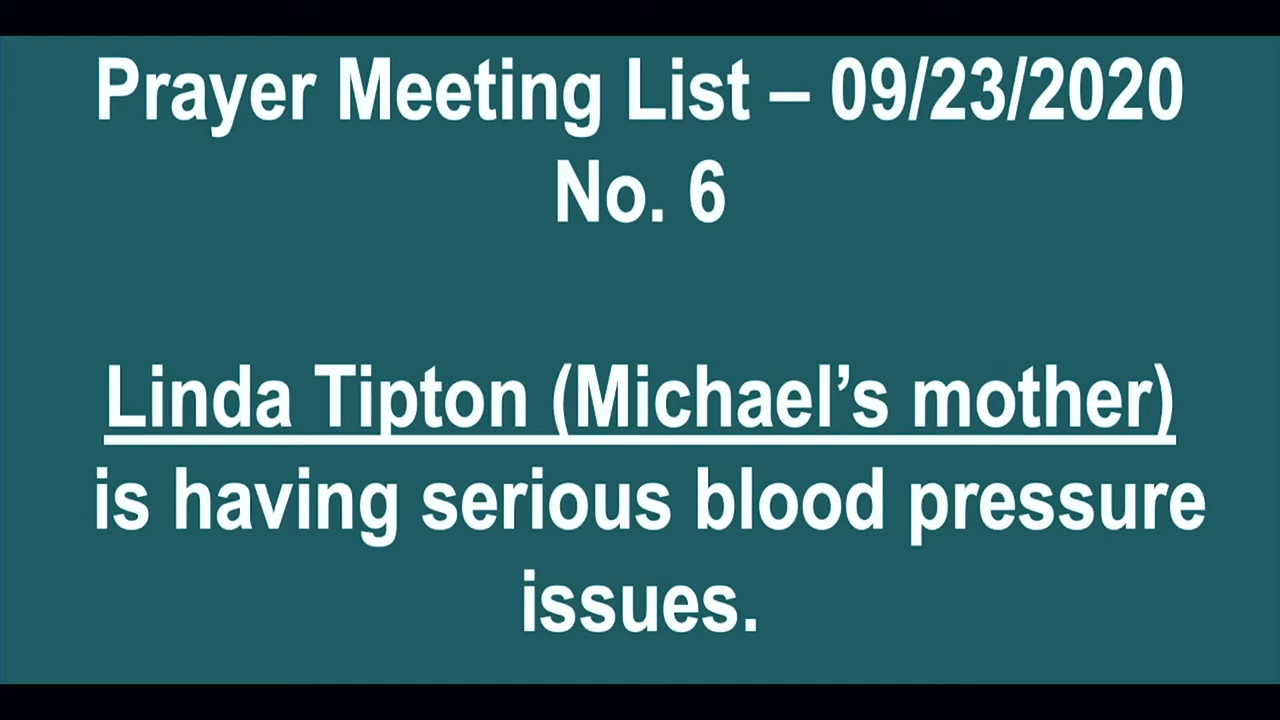 Prayer Meeting List – 09/23/2020
No. 6
Linda Tipton (Michael’s mother)
is having serious blood pressure
issues.